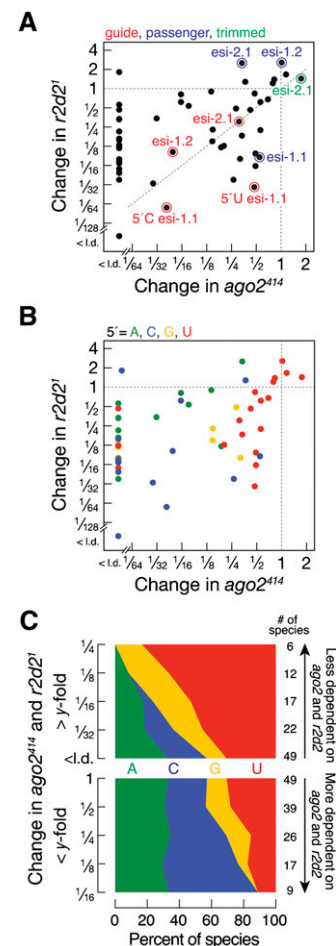 A
guide, passenger, trimmed
4
2
1
1/2
1/4
1/8
1/16
1/32
1/64
1/128
< l.d.
Change in r2d2¹
esi-2.1
esi-1.2
esi-2.1
esi-2.1
esi-1.2
esi-1.1
5´U esi-1.1
5´C esi-1.1
< l.d. 1/64 1/32 1/16 1/8 1/4 1/2 1 2
Change in ago2⁴¹⁴
B
5´= A, C, G, U
4
2
1
1/2
1/4
1/8
1/16
1/32
1/64
1/128
< l.d.
Change in r2d2¹
< l.d. 1/64 1/32 1/16 1/8 1/4 1/2 1 2
Change in ago2⁴¹⁴
C
# of
species
Change in ago2⁴¹⁴ and r2d2¹
> y-fold
1/4
1/8
1/16
1/32
<l.d.
6
12
17
22
49
Less dependent on
ago2 and r2d2
A C G U
< y-fold
1
1/2
1/4
1/8
1/16
49
39
26
17
9
More dependent on
ago2 and r2d2
0 20 40 60 80 100
Percent of species